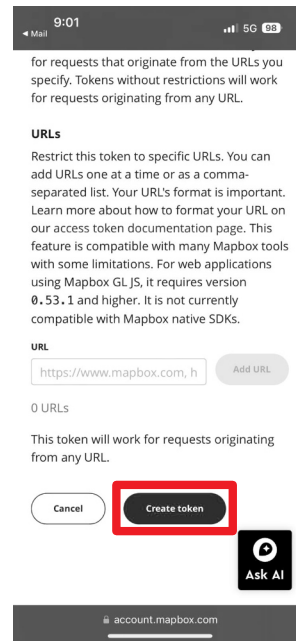 9:01
5G 98
Mail
for requests that originate from the URLs you
specify. Tokens without restrictions will work
for requests originating from any URL.
URLs
Restrict this token to specific URLs. You can
add URLs one at a time or as a comma-
separated list. Your URL's format is important.
Learn more about how to format your URL on
our access token documentation page. This
feature is compatible with many Mapbox tools
with some limitations. For web applications
using Mapbox GL JS, it requires version
0.53.1 and higher. It is not currently
compatible with Mapbox native SDKs.
URL
https://www.mapbox.com, h
Add URL
0 URLs
This token will work for requests originating
from any URL.
Cancel
Create token
Ask AI
account.mapbox.com